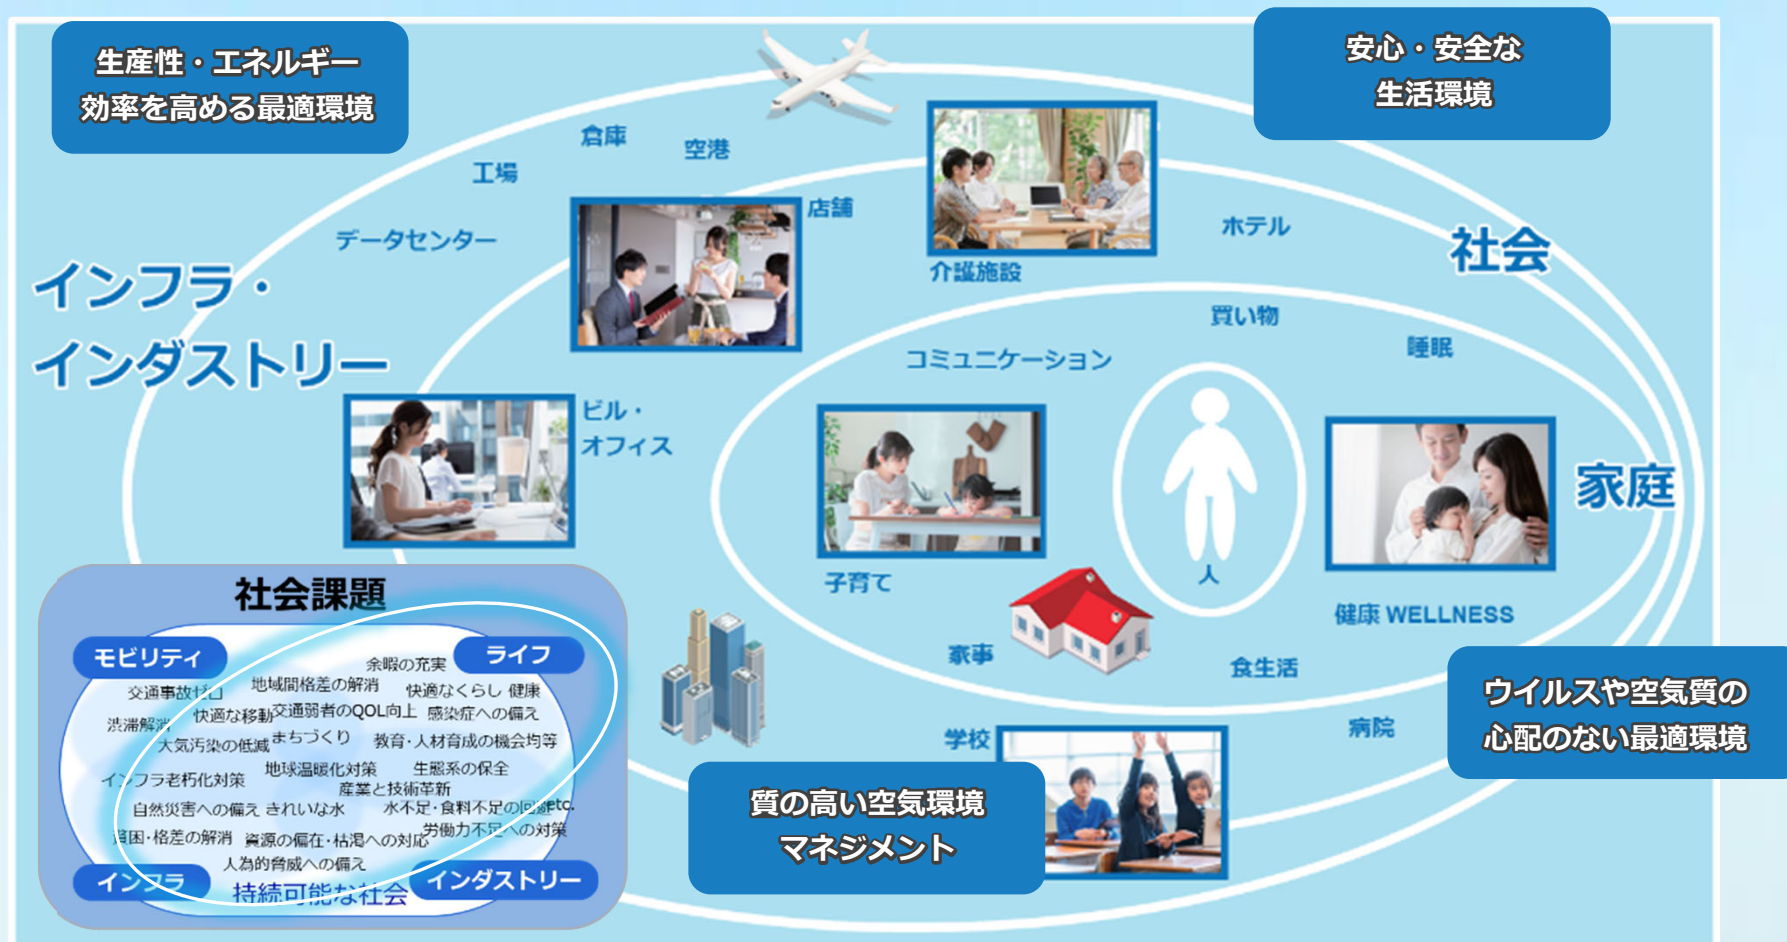 生産性・エネルギー
効率を高める最適環境
安心・安全な
生活環境
倉庫
空港
工場
店舗
データセンター
ホテル
社会
介護施設
インフラ・
インダストリー
買い物
睡眠
コミュニケーション
ビル・
オフィス
家庭
人
子育て
健康 WELLNESS
家事
食生活
病院
学校
ウイルスや空気質の
心配のない最適環境
質の高い空気環境
マネジメント
社会課題
モビリティ
ライフ
余暇の充実
交通事故ゼロ
地域間格差の解消
快適なくらし 健康
渋滞解消
快適な移動
交通弱者のQOL向上
感染症への備え
大気汚染の低減
まちづくり
教育・人材育成の機会均等
地球温暖化対策
生態系の保全
インフラ老朽化対策
産業と技術革新
自然災害への備え
きれいな水
水不足・食料不足の回避
etc.
貧困・格差の解消
資源の偏在・枯渇への対応
労働力不足への対策
人為的脅威への備え
インフラ
持続可能な社会
インダストリー